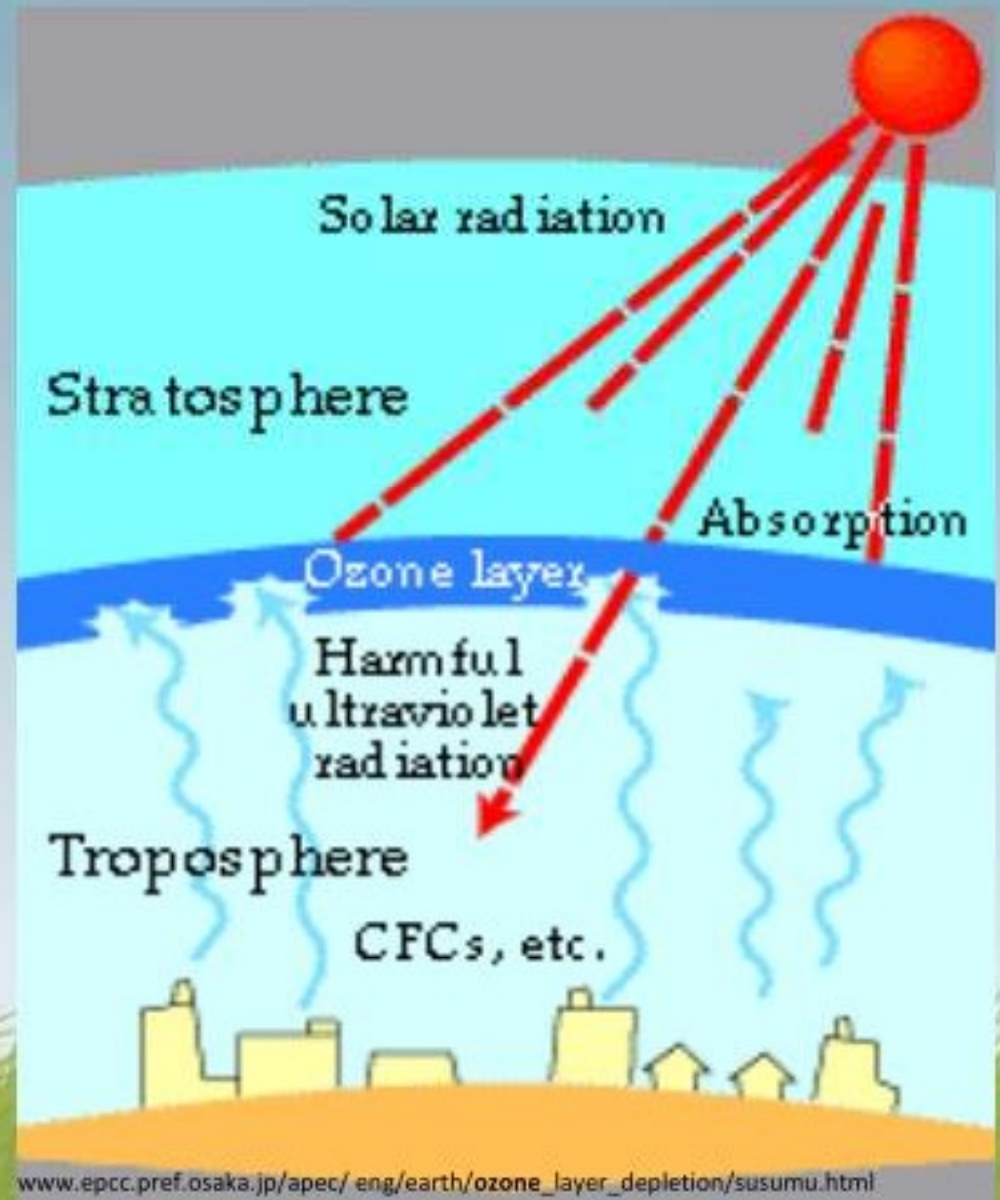 Solar radiation
Stratosphere
Absorption
Ozone layer
Harmful
ultraviolet
radiation
Troposphere
CFCs, etc.
www.epcc.pref.osaka.jp/apec/ eng/earth/ozone_layer_depletion/susumu.html